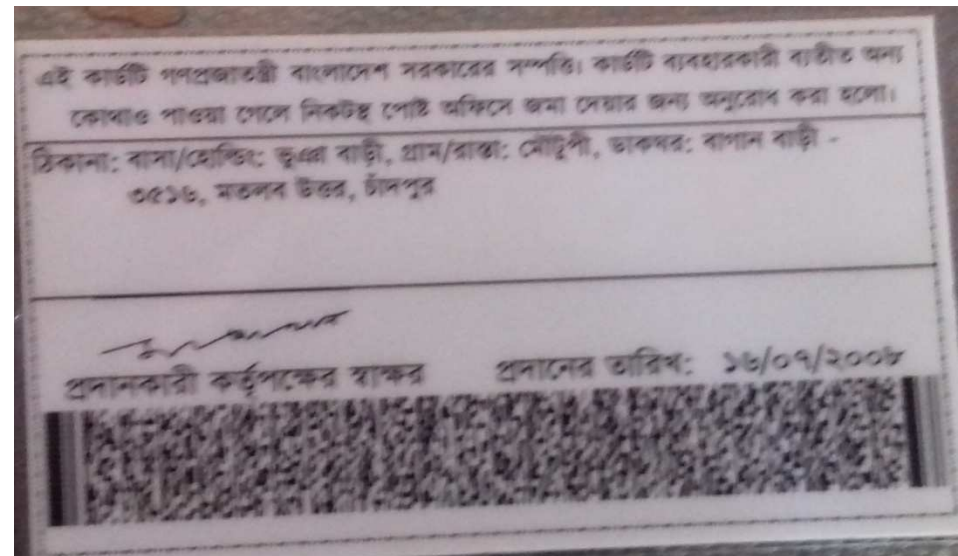 এই কার্ডটি গণপ্রজাতন্ত্রী বাংলাদেশ সরকারের সম্পত্তি। কার্ডটি ব্যবহারকারী ব্যতীত অন্য
কোথাও পাওয়া গেলে নিকটস্থ পোষ্ট অফিসে জমা দেয়ার জন্য অনুরোধ করা হলো।
ঠিকানা: বাসা/হোল্ডিং: ভূঞা বাড়ী, গ্রাম/রাস্তা: মৌটুপী, ডাকঘর: বাগান বাড়ী -
৩৫১৬, মতলব উত্তর, চাঁদপুর
প্রদানকারী কর্তৃপক্ষের স্বাক্ষর প্রদানের তারিখ: ১৬/০৭/২০০৮